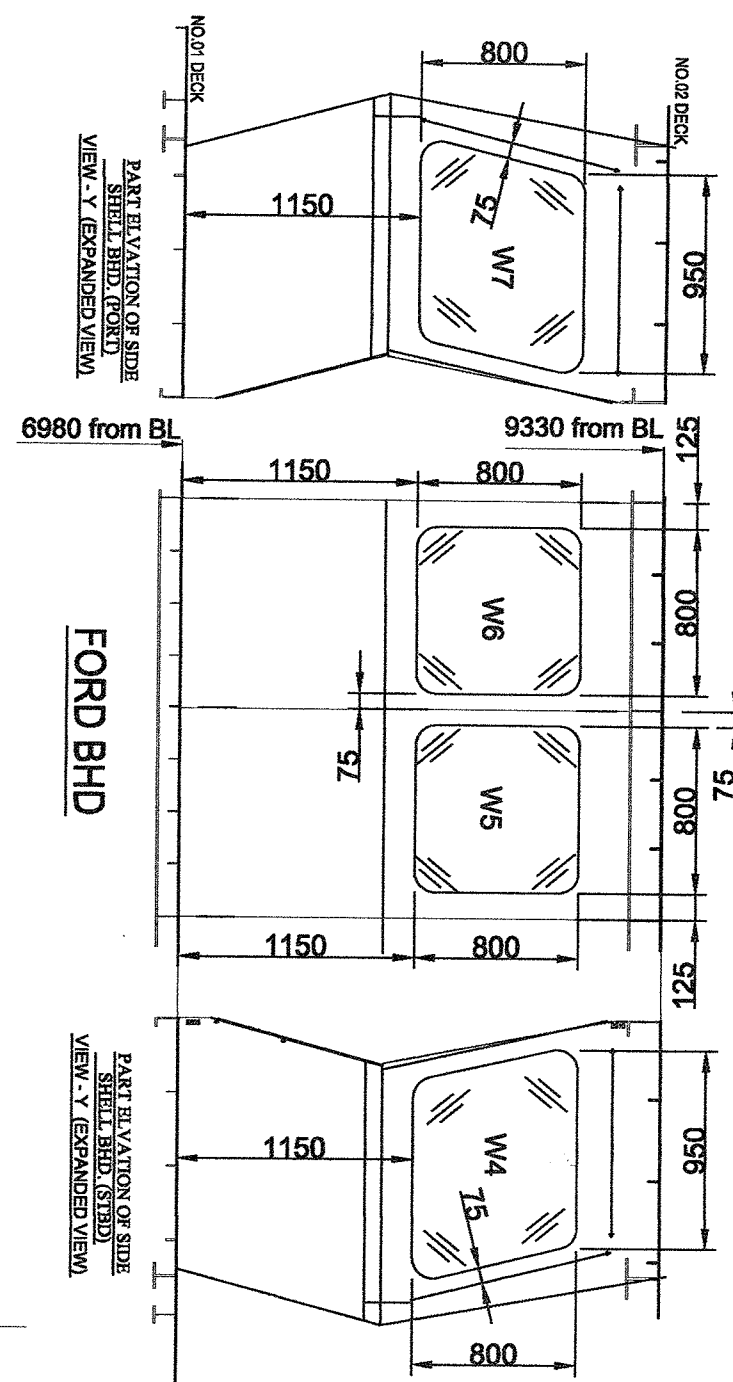 NO.01 DECK
NO.02 DECK
800
950
1150
75
W7
PART ELVATION OF SIDE
SHELL BHD. (PORT)
VIEW - Y (EXPANDED VIEW)
6980 from BL
9330 from BL
125
1150
800
W6
800
75
75
W5
800
1150
800
125
FORD BHD
950
1150
W4
75
800
PART ELVATION OF SIDE
SHELL BHD. (STBD)
VIEW - Y (EXPANDED VIEW)